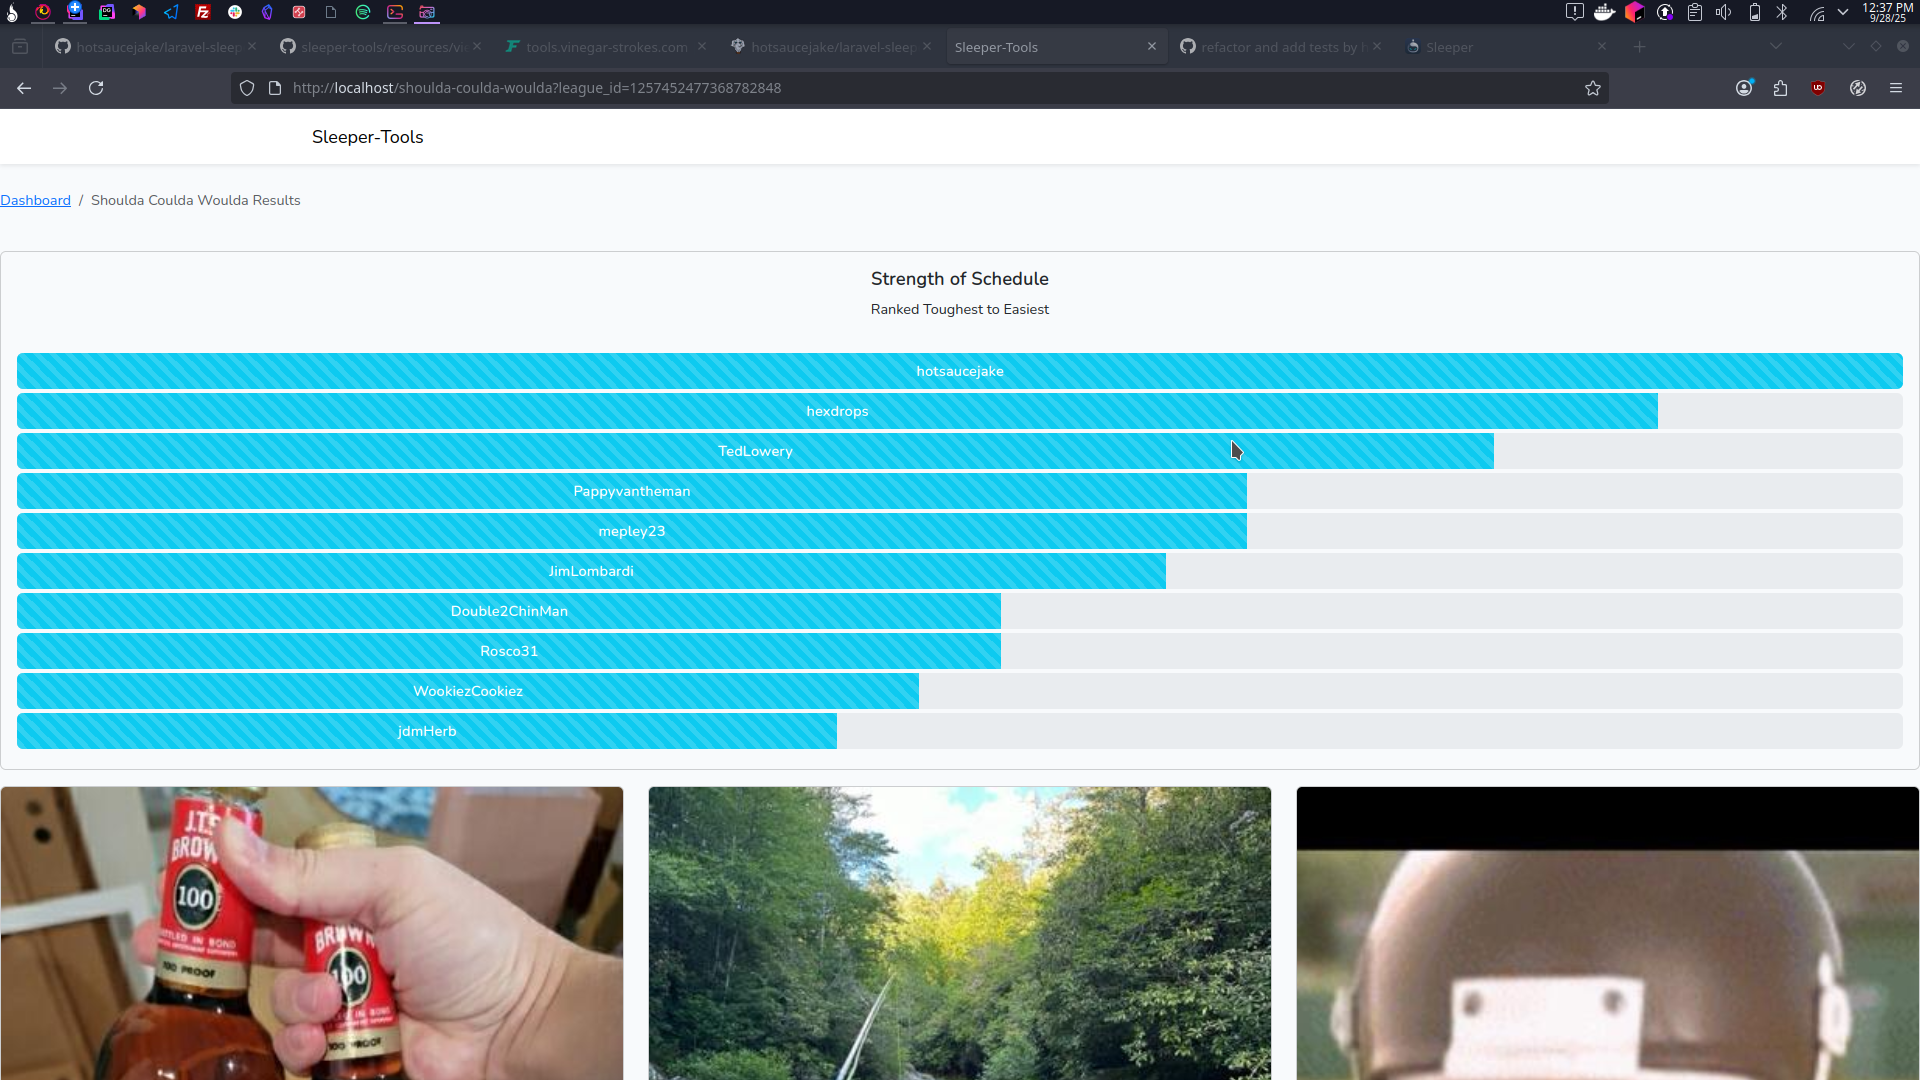 12:37 PM
9/28/25
hotsaucejake/laravel-sleep
sleeper-tools/resources/vi
tools.vinegar-strokes.com
hotsaucejake/laravel-sleep
Sleeper-Tools
refactor and add tests by h
Sleeper
http://localhost/shoulda-coulda-woulda?league_id=1257452477368782848
Sleeper-Tools
Dashboard / Shoulda Coulda Woulda Results
Strength of Schedule
Ranked Toughest to Easiest
hotsaucejake
hexdrops
TedLowery
Pappyvantheman
mepley23
JimLombardi
Double2ChinMan
Rosco31
WookiezCookiez
jdmHerb
J.T.S
BROW
100
BOTTLED IN BOND
100 PROOF
BROWN
100
100 PROOF